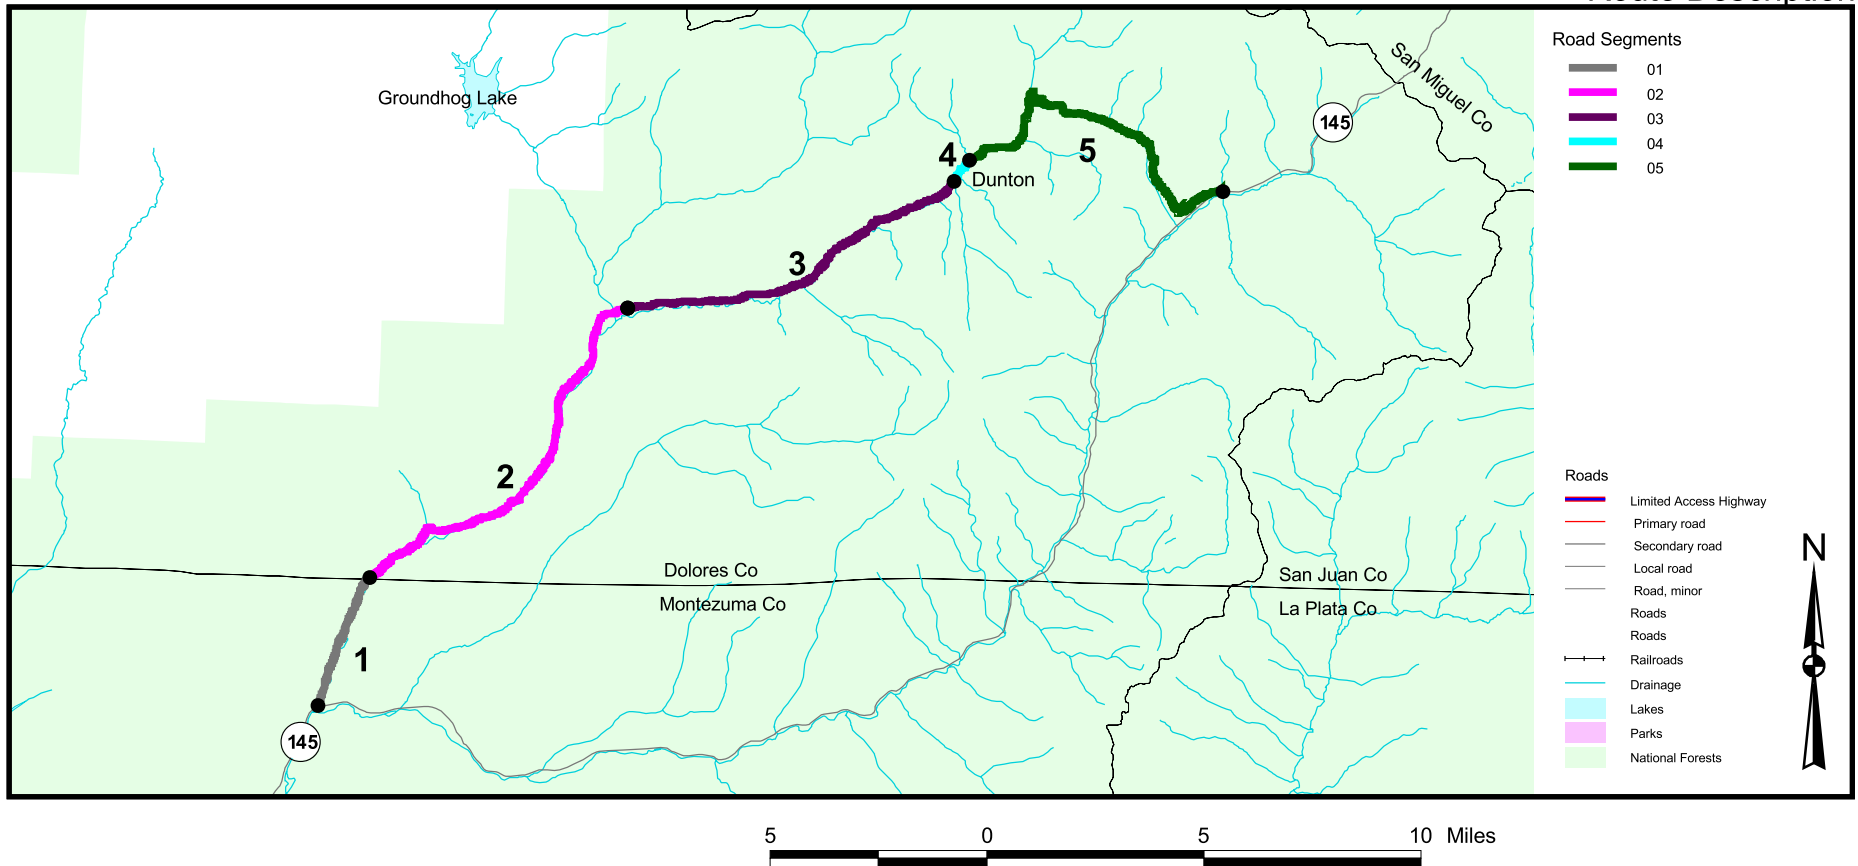 Road Segments
01
02
03
04
05
San Miguel Co
145
Groundhog Lake
4
5
Dunton
3
2
1
Dolores Co
Montezuma Co
San Juan Co
La Plata Co
145
Roads
Limited Access Highway
Primary road
Secondary road
Local road
Road, minor
Roads
Roads
Railroads
Drainage
Lakes
Parks
National Forests
N
5 0 5 10 Miles